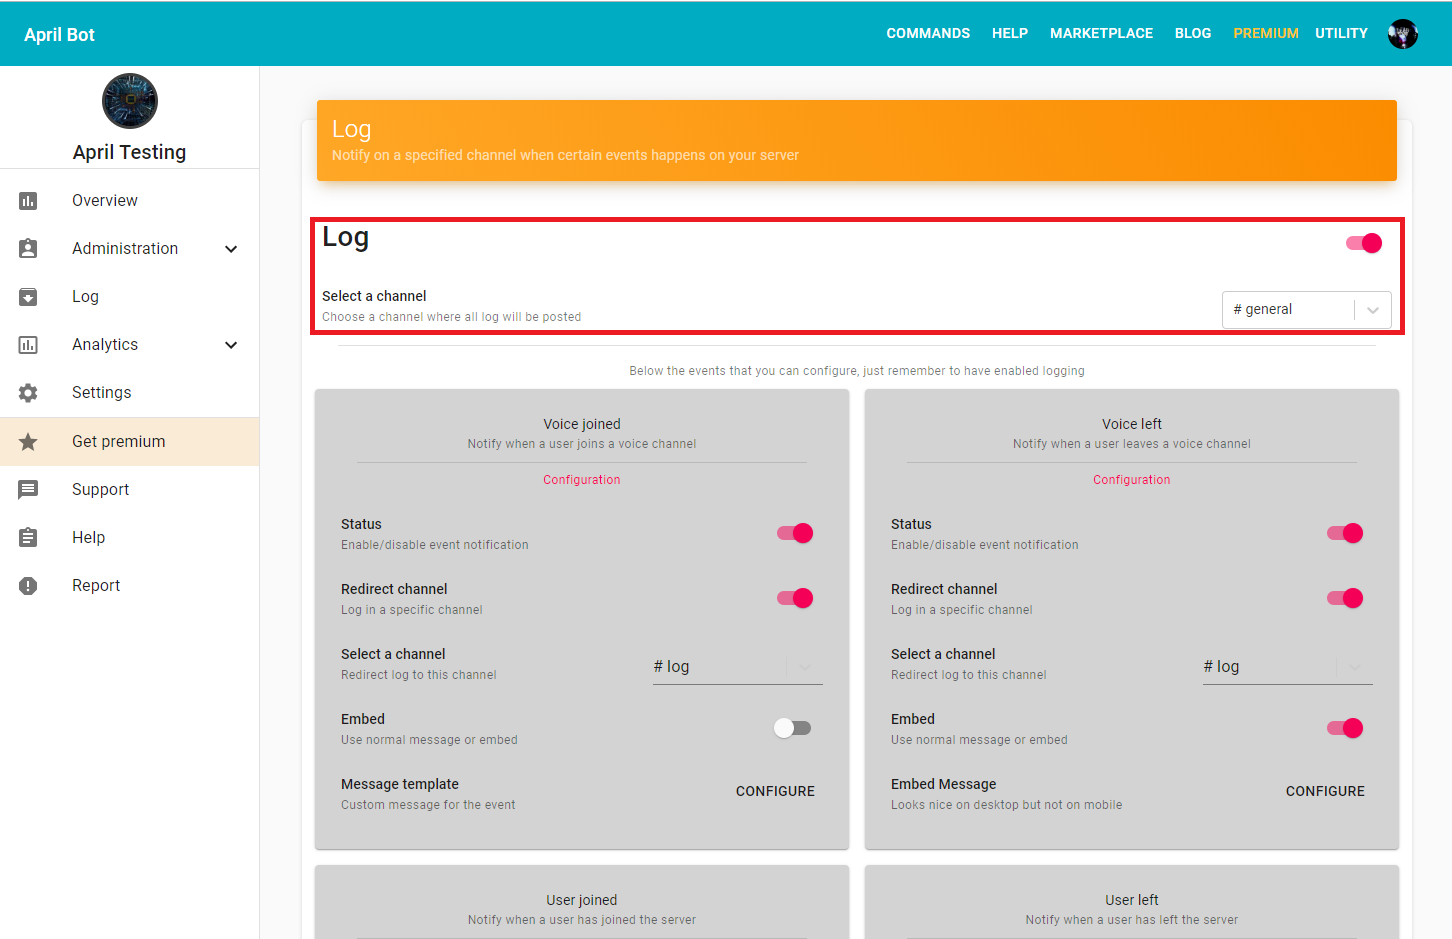 April Bot
COMMANDS HELP MARKETPLACE BLOG PREMIUM UTILITY
April Testing
Overview
Administration
Log
Analytics
Settings
Get premium
Support
Help
Report
Log
Notify on a specified channel when certain events happens on your server
Log
Select a channel
Choose a channel where all log will be posted
# general
Below the events that you can configure, just remember to have enabled logging
Voice joined
Notify when a user joins a voice channel
Configuration
Status
Enable/disable event notification
Redirect channel
Log in a specific channel
Select a channel
Redirect log to this channel
# log
Embed
Use normal message or embed
Message template
Custom message for the event
CONFIGURE
Voice left
Notify when a user leaves a voice channel
Configuration
Status
Enable/disable event notification
Redirect channel
Log in a specific channel
Select a channel
Redirect log to this channel
# log
Embed
Use normal message or embed
Embed Message
Looks nice on desktop but not on mobile
CONFIGURE
User joined
Notify when a user has joined the server
User left
Notify when a user has left the server